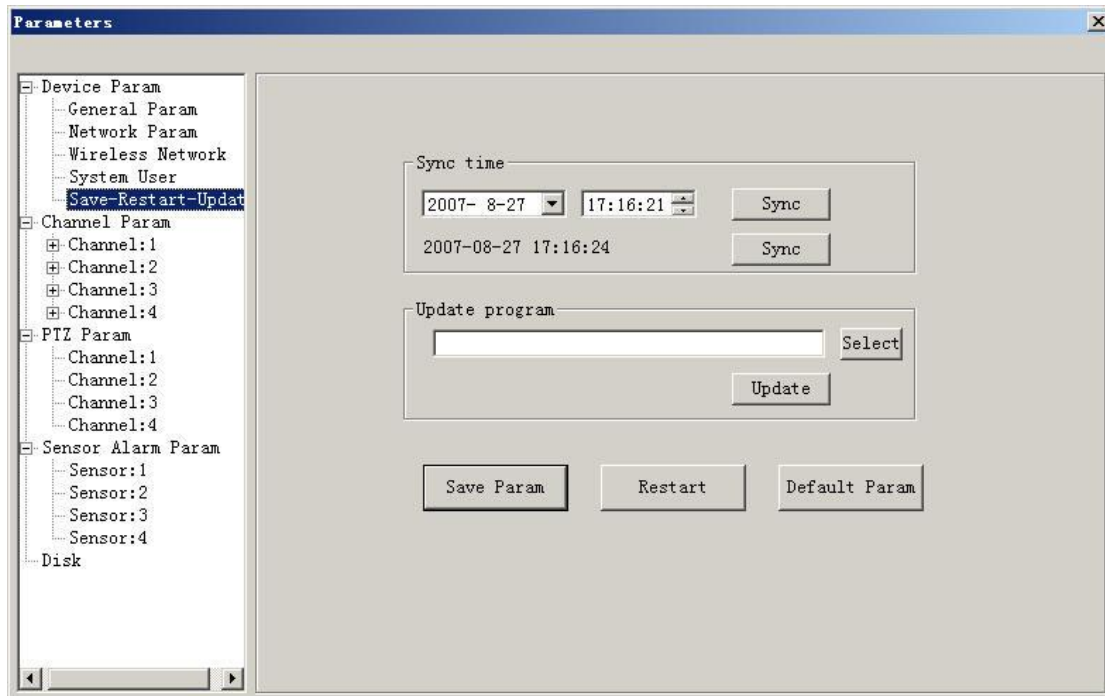 Parameters
Device Param
General Param
Network Param
Wireless Network
System User
Save-Restart-Updat
Channel Param
Channel:1
Channel:2
Channel:3
Channel:4
PTZ Param
Channel:1
Channel:2
Channel:3
Channel:4
Sensor Alarm Param
Sensor:1
Sensor:2
Sensor:3
Sensor:4
Disk
Sync time
2007- 8-27 17:16:21 Sync
2007-08-27 17:16:24 Sync
Update program
Select
Update
Save Param Restart Default Param